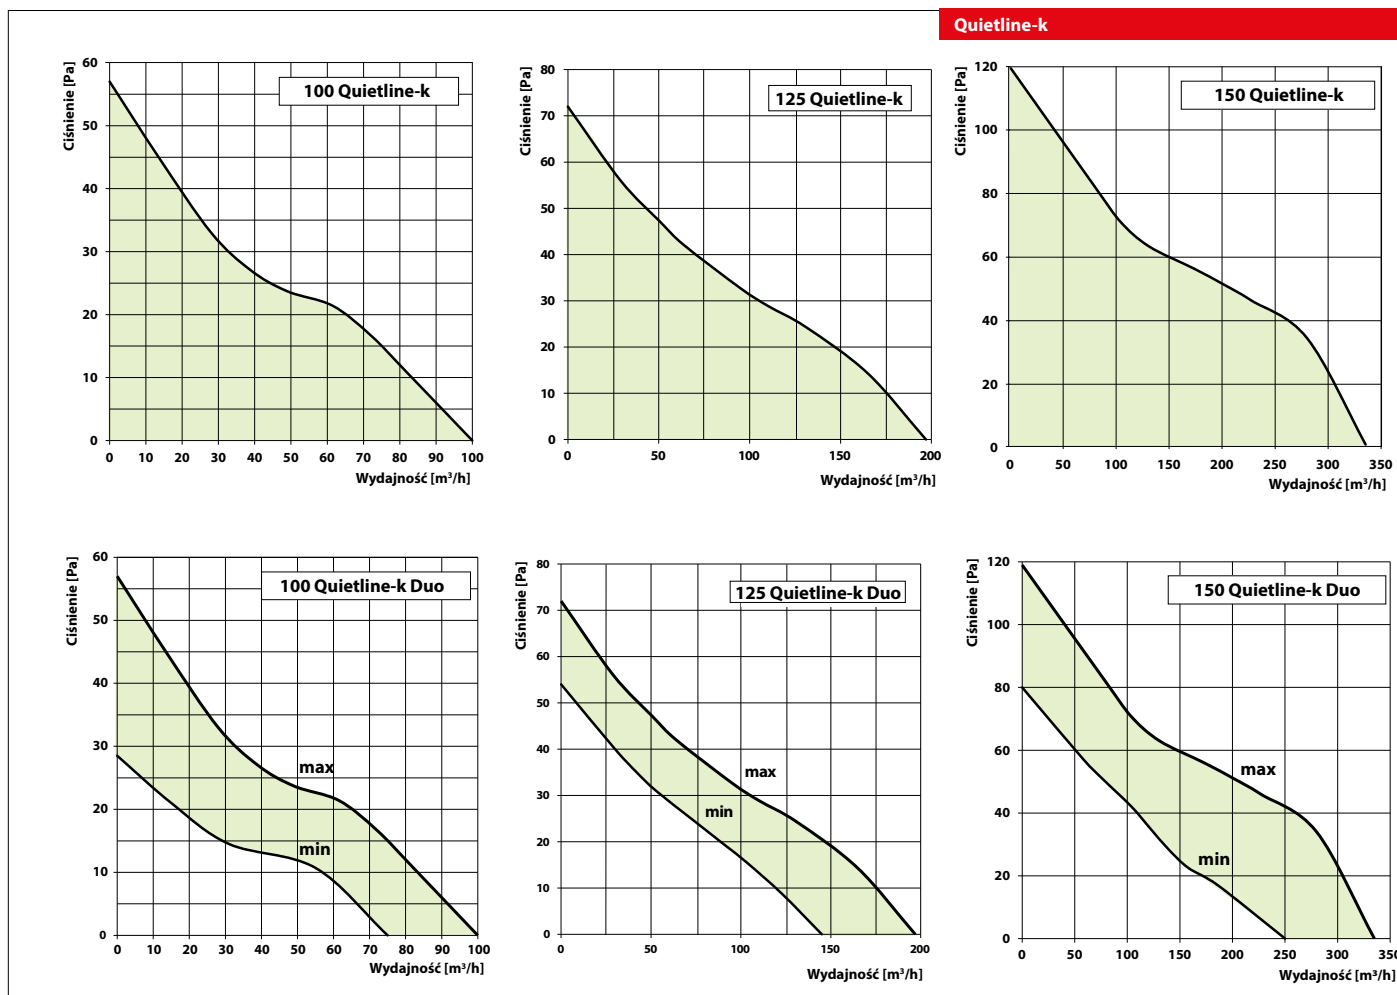 Quietline-k
100 Quietline-k
Ciśnienie [Pa]
60
50
40
30
20
10
0
0 10 20 30 40 50 60 70 80 90 100
Wydajność [m³/h]
125 Quietline-k
Ciśnienie [Pa]
80
70
60
50
40
30
20
10
0
0 50 100 150 200
Wydajność [m³/h]
150 Quietline-k
Ciśnienie [Pa]
120
100
80
60
40
20
0
0 50 100 150 200 250 300 350
Wydajność [m³/h]
100 Quietline-k Duo
Ciśnienie [Pa]
60
50
40
30
20
10
0
max
min
0 10 20 30 40 50 60 70 80 90 100
Wydajność [m³/h]
125 Quietline-k Duo
Ciśnienie [Pa]
80
70
60
50
40
30
20
10
0
max
min
0 50 100 150 200
Wydajność [m³/h]
150 Quietline-k Duo
Ciśnienie [Pa]
120
100
80
60
40
20
0
max
min
0 50 100 150 200 250 300 350
Wydajność [m³/h]